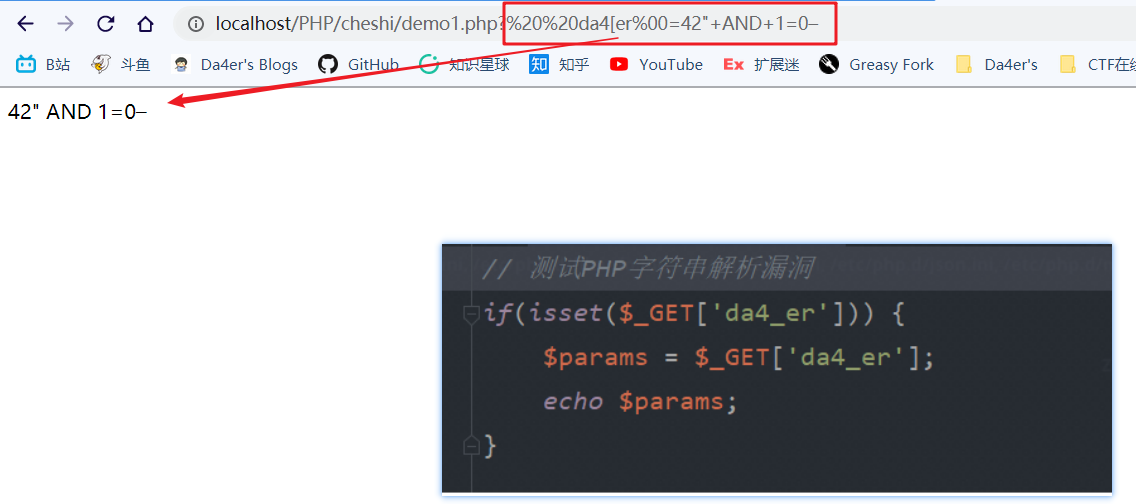 localhost/PHP/cheshi/demo1.php?%20%20da4[er%00=42"+AND+1=0–
B站 斗鱼 Da4er's Blogs GitHub 知识星球 知 知乎 YouTube Ex 扩展迷 Greasy Fork Da4er's CTF在线
42" AND 1=0–
// 测试PHP字符串解析漏洞
if(isset($_GET['da4_er'])) {
$params = $_GET['da4_er'];
echo $params;
}